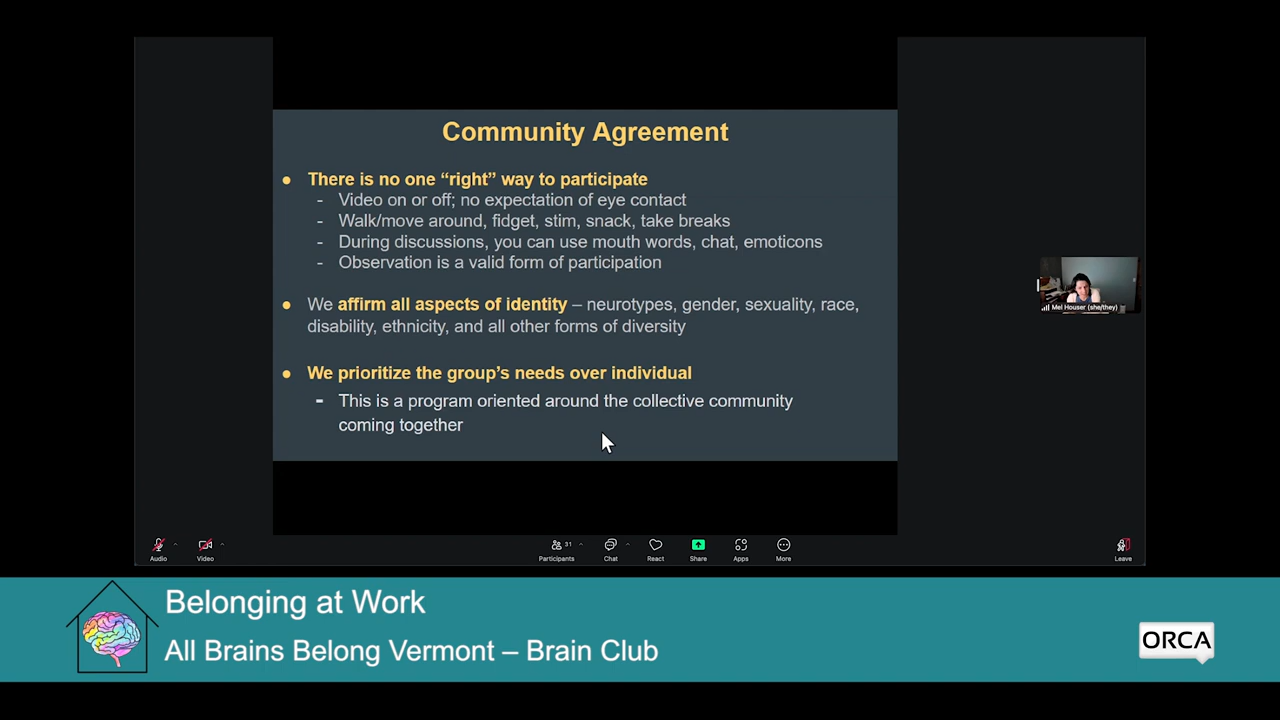 Community Agreement
● There is no one “right” way to participate
- Video on or off; no expectation of eye contact
- Walk/move around, fidget, stim, snack, take breaks
- During discussions, you can use mouth words, chat, emoticons
- Observation is a valid form of participation
● We affirm all aspects of identity – neurotypes, gender, sexuality, race,
disability, ethnicity, and all other forms of diversity
● We prioritize the group’s needs over individual
- This is a program oriented around the collective community
coming together
Mel Houser (she/they)
Audio
Video
Participants 31
Chat
React
Share
Apps
More
Leave
Belonging at Work
All Brains Belong Vermont – Brain Club
ORCA